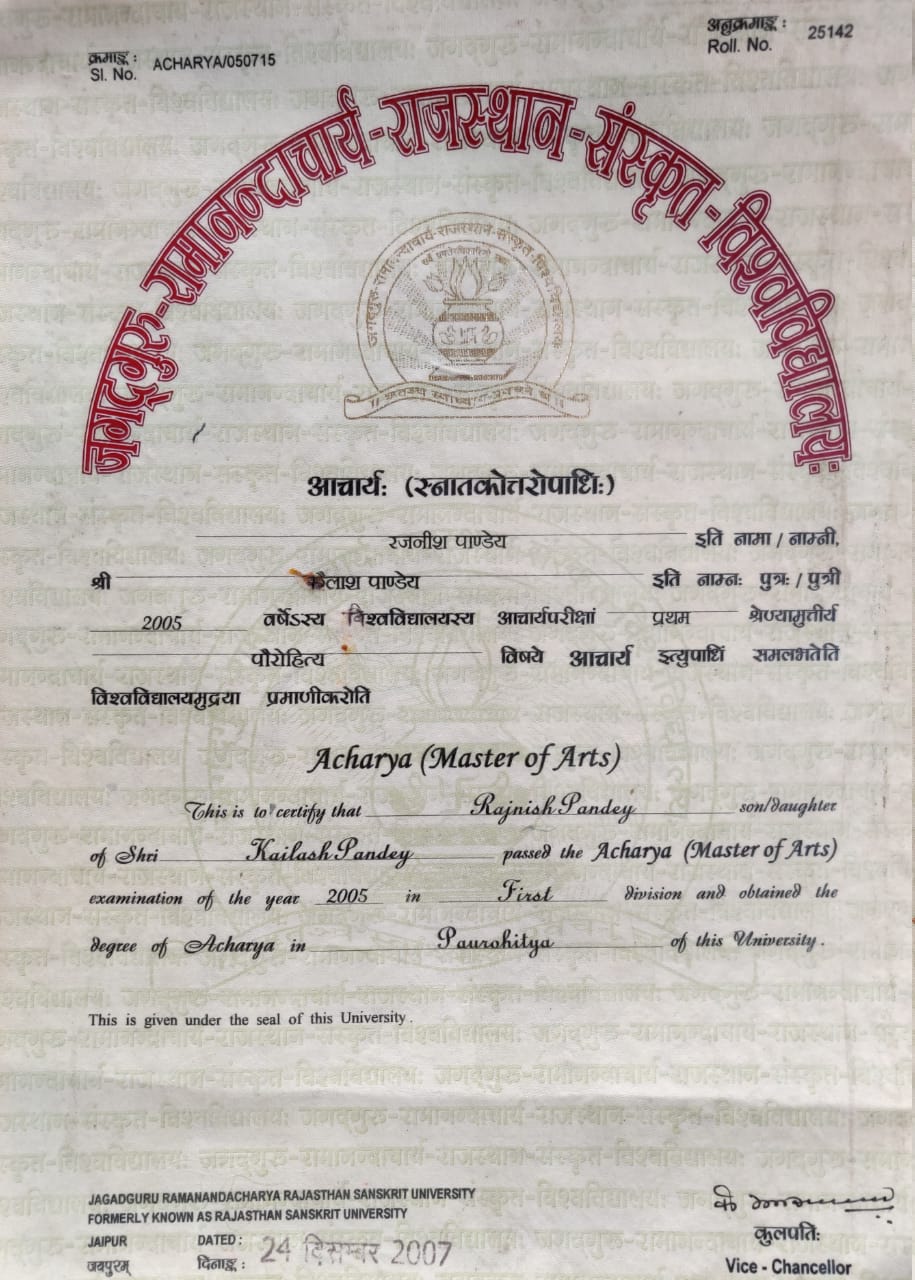 क्रमाङ्क :
Sl. No. ACHARYA/050715
अनुक्रमाङ्क :
Roll. No. 25142
जगद्गुरु-रामानन्दाचार्य-राजस्थान-संस्कृत-विश्वविद्यालयः
आचार्यः (स्नातकोत्तरोपाधिः)
रजनीश पाण्डेय इति नामा / नाम्नी,
श्री कैलाश पाण्डेय इति नाम्नः पुत्रः / पुत्री
2005 वर्षेऽस्य विश्वविद्यालयस्य आचार्यपरीक्षां प्रथम श्रेण्यामुत्तीर्य
पौरोहित्य विषये आचार्य इत्युपाधिं समलभतेति
विश्वविद्यालयमुद्रया प्रमाणीकरोति
Acharya (Master of Arts)
This is to certify that Rajnish Pandey son/daughter
of Shri Kailash Pandey passed the Acharya (Master of Arts)
examination of the year 2005 in First division and obtained the
degree of Acharya in Paurohitya of this University.
This is given under the seal of this University.
JAGADGURU RAMANANDACHARYA RAJASTHAN SANSKRIT UNIVERSITY
FORMERLY KNOWN AS RAJASTHAN SANSKRIT UNIVERSITY
JAIPUR DATED :
जयपुरम् दिनाङ्क : 24 दिसम्बर 2007
कुलपतिः
Vice - Chancellor